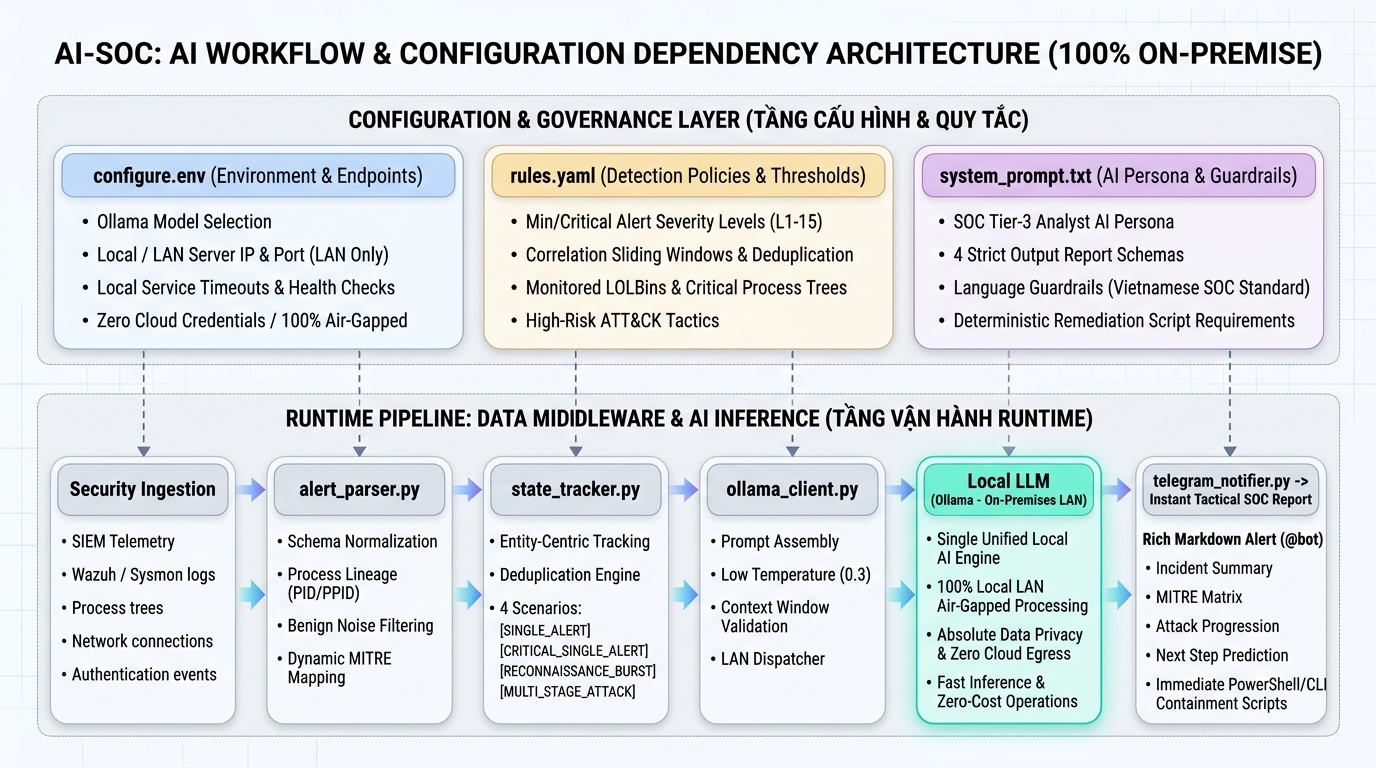 AI-SOC: AI WORKFLOW & CONFIGURATION DEPENDENCY ARCHITECTURE (100% ON-PREMISE)
CONFIGURATION & GOVERNANCE LAYER (TẦNG CẤU HÌNH & QUY TẮC)
configure.env (Environment & Endpoints)
• Ollama Model Selection
• Local / LAN Server IP & Port (LAN Only)
• Local Service Timeouts & Health Checks
• Zero Cloud Credentials / 100% Air-Gapped
rules.yaml (Detection Policies & Thresholds)
• Min/Critical Alert Severity Levels (L1-15)
• Correlation Sliding Windows & Deduplication
• Monitored LOLBins & Critical Process Trees
• High-Risk ATT&CK Tactics
system_prompt.txt (AI Persona & Guardrails)
• SOC Tier-3 Analyst AI Persona
• 4 Strict Output Report Schemas
• Language Guardrails (Vietnamese SOC Standard)
• Deterministic Remediation Script Requirements
RUNTIME PIPELINE: DATA MIDIDLEWARE & AI INFERENCE (TẦNG VẬN HÀNH RUNTIME)
Security Ingestion
• SIEM Telemetry
• Wazuh / Sysmon logs
• Process trees
• Network connections
• Authentication events
alert_parser.py
• Schema Normalization
• Process Lineage
(PID/PPID)
• Benign Noise Filtering
• Dynamic MITRE
Mapping
state_tracker.py
• Entity-Centric Tracking
• Deduplication Engine
• 4 Scenarios:
[SINGLE_ALERT]
[CRITICAL_SINGLE_ALERT]
[RECONNAISSANCE_BURST]
[MULTI_STAGE_ATTACK]
ollama_client.py
• Prompt Assembly
• Low Temperature (0.3)
• Context Window
Validation
• LAN Dispatcher
Local LLM
(Ollama - On-Premises LAN)
• Single Unified Local
AI Engine
• 100% Local LAN
Air-Gapped Processing
• Absolute Data Privacy
& Zero Cloud Egress
• Fast Inference &
Zero-Cost Operations
telegram_notifier.py ->
Instant Tactical SOC Report
Rich Markdown Alert (@bot)
• Incident Summary
• MITRE Matrix
• Attack Progression
• Next Step Prediction
• Immediate PowerShell/CLI
Containment Scripts